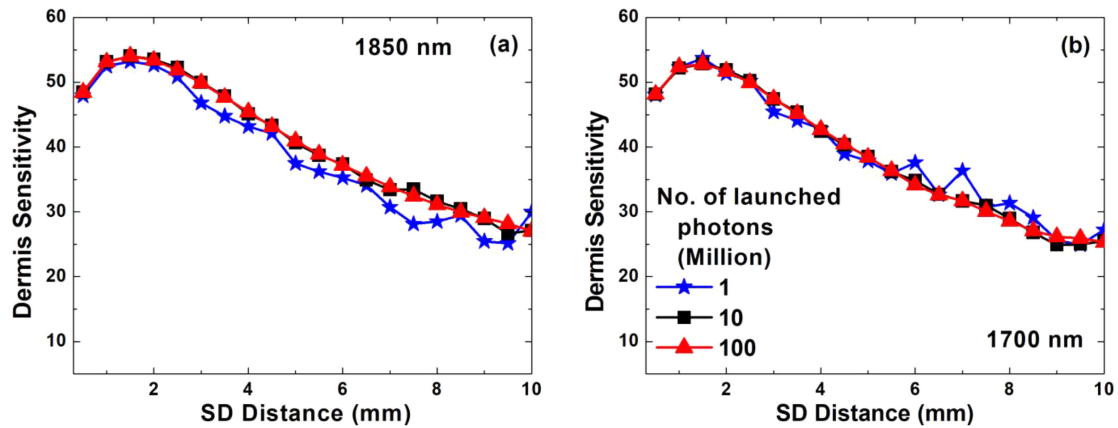 60
50
40
30
20
10
Dermis Sensitivity
1850 nm
(a)
2 4 6 8 10
SD Distance (mm)
60
50
40
30
20
10
Dermis Sensitivity
(b)
No. of launched
photons
(Million)
1
10
100
1700 nm
2 4 6 8 10
SD Distance (mm)